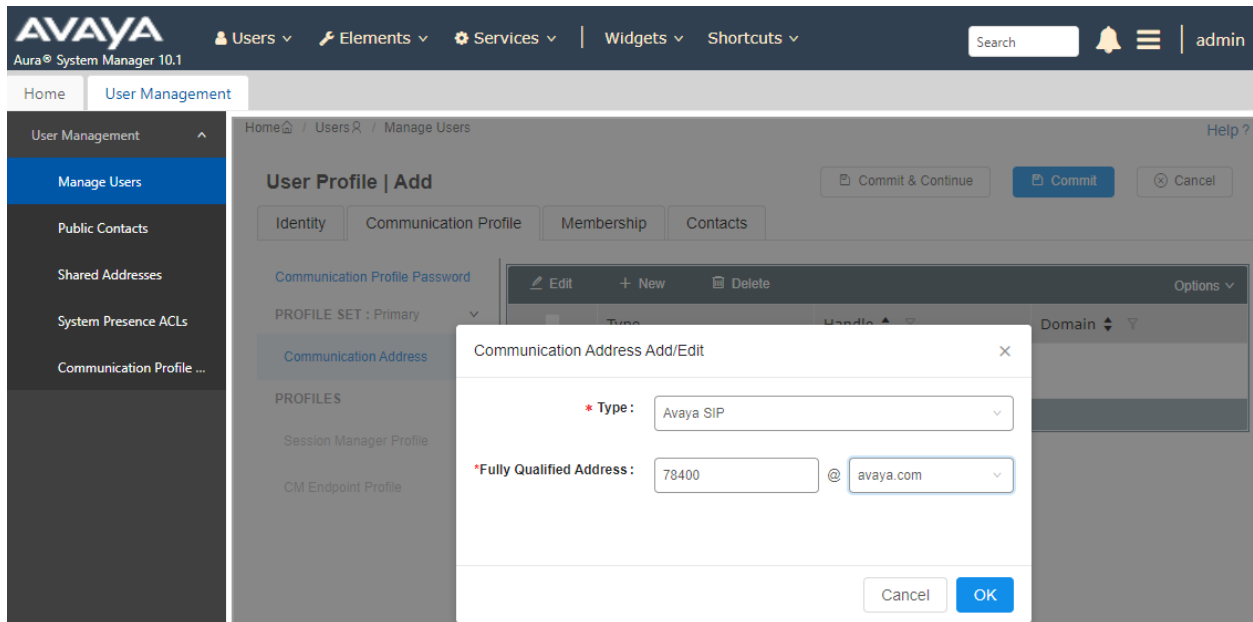 AVAYA
Aura® System Manager 10.1
Users
Elements
Services
Widgets
Shortcuts
Search
admin
Home
User Management
User Management
Manage Users
Public Contacts
Shared Addresses
System Presence ACLs
Communication Profile ...
Home / Users / Manage Users
Help ?
User Profile | Add
Commit & Continue
Commit
Cancel
Identity
Communication Profile
Membership
Contacts
Communication Profile Password
PROFILE SET : Primary
Communication Address
PROFILES
Session Manager Profile
CM Endpoint Profile
Edit
+ New
Delete
Options
Type
Handle
Domain
Communication Address Add/Edit
* Type :
Avaya SIP
*Fully Qualified Address :
78400
@
avaya.com
Cancel
OK